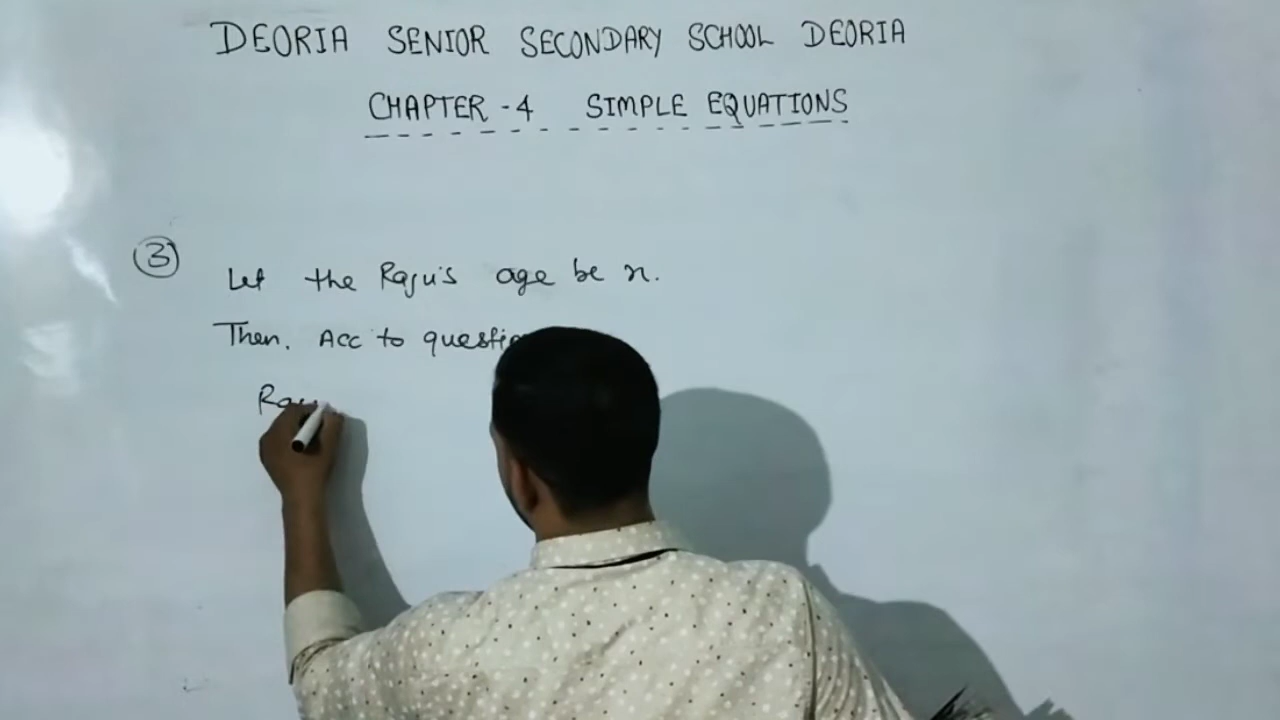 DEORIA SENIOR SECONDARY SCHOOL DEORIA
CHAPTER - 4 SIMPLE EQUATIONS
3
Let the Raju's age be x.
Then. Acc to